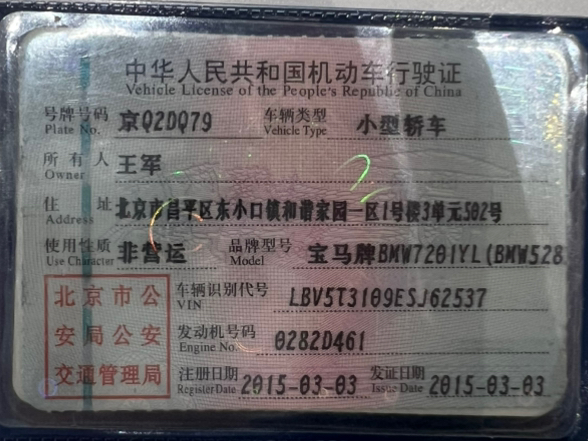 中华人民共和国机动车行驶证
Vehicle License of the People's Republic of China
号牌号码 京Q2DQ79 车辆类型 小型轿车
Plate No. Vehicle Type
所有人 王军
Owner
住址 北京市昌平区东小口镇和谐家园一区1号楼3单元502号
Address
使用性质 非营运 品牌型号 宝马牌BMW7201YL(BMW528
Use Character Model
北京市公 车辆识别代号 LBV5T3109ESJ62537
VIN
安局公安 发动机号码 0282D461
Engine No.
交通管理局 注册日期 2015-03-03 发证日期 2015-03-03
Register Date Issue Date